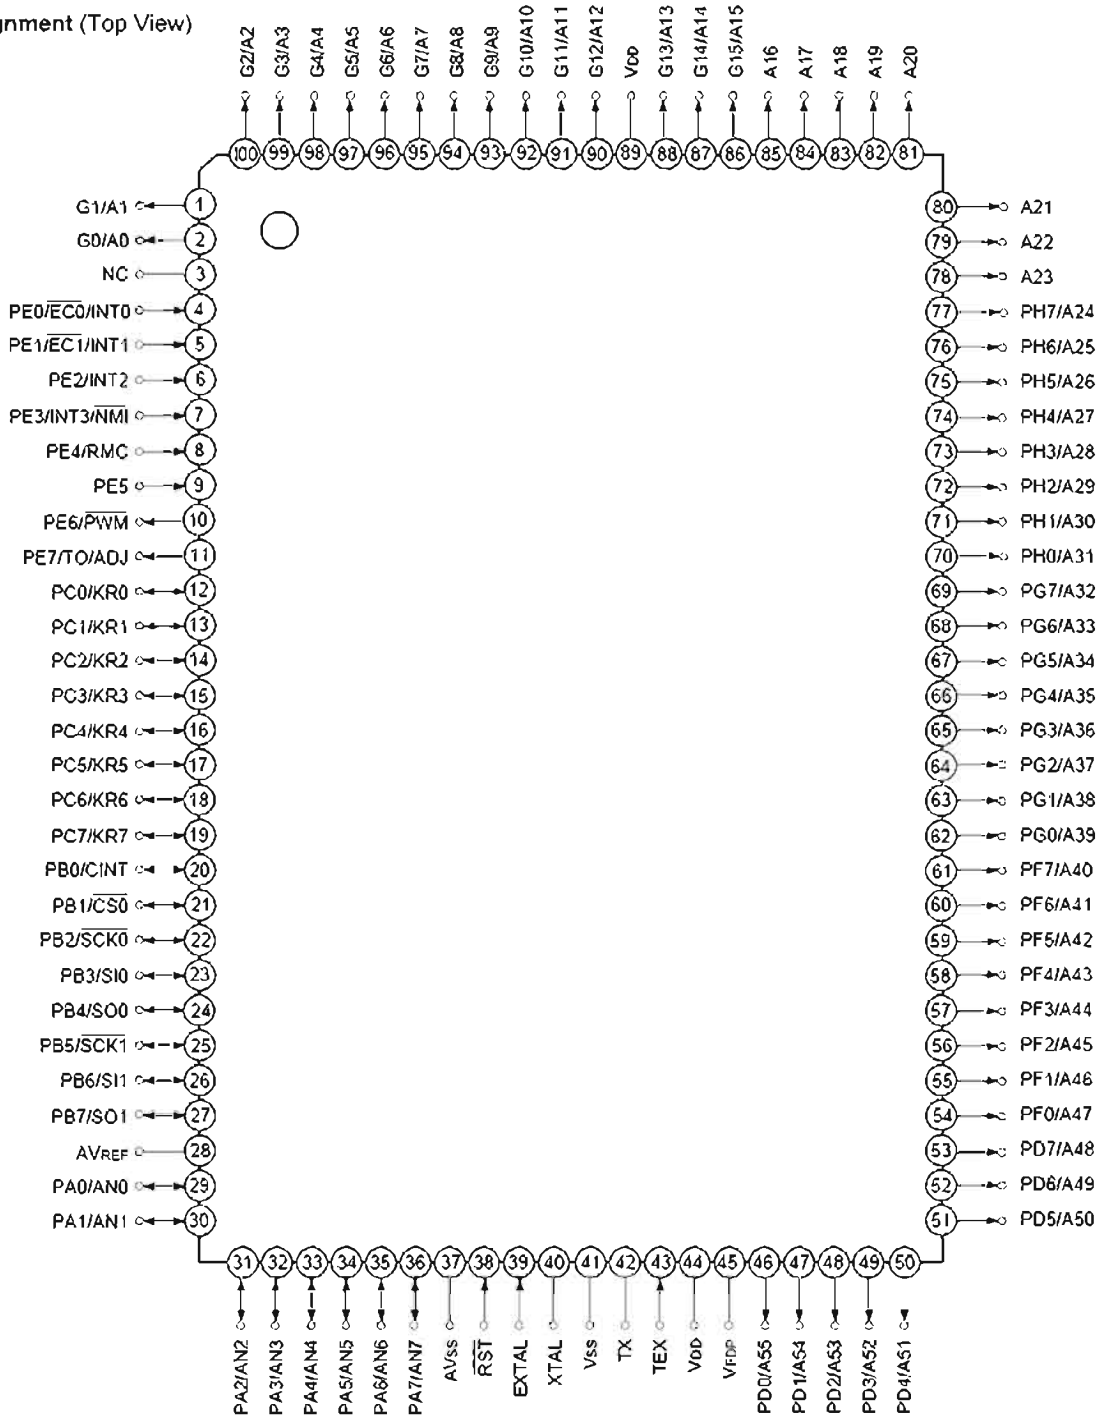 gnment (Top View)
G2/A2
G3/A3
G4/A4
G5/A5
G6/A6
G7/A7
G8/A8
G9/A9
G10/A10
G11/A11
G12/A12
VDD
G13/A13
G14/A14
G15/A15
A16
A17
A18
A19
A20
100 99 98 97 96 95 94 93 92 91 90 89 88 87 86 85 84 83 82 81
G1/A1 1
G0/A0 2
NC 3
PE0/EC0/INT0 4
PE1/EC1/INT1 5
PE2/INT2 6
PE3/INT3/NMI 7
PE4/RMC 8
PE5 9
PE6/PWM 10
PE7/TO/ADJ 11
PC0/KR0 12
PC1/KR1 13
PC2/KR2 14
PC3/KR3 15
PC4/KR4 16
PC5/KR5 17
PC6/KR6 18
PC7/KR7 19
PB0/CINT 20
PB1/CS0 21
PB2/SCK0 22
PB3/SI0 23
PB4/SO0 24
PB5/SCK1 25
PB6/SI1 26
PB7/SO1 27
AVREF 28
PA0/AN0 29
PA1/AN1 30
80 A21
79 A22
78 A23
77 PH7/A24
76 PH6/A25
75 PH5/A26
74 PH4/A27
73 PH3/A28
72 PH2/A29
71 PH1/A30
70 PH0/A31
69 PG7/A32
68 PG6/A33
67 PG5/A34
66 PG4/A35
65 PG3/A36
64 PG2/A37
63 PG1/A38
62 PG0/A39
61 PF7/A40
60 PF6/A41
59 PF5/A42
58 PF4/A43
57 PF3/A44
56 PF2/A45
55 PF1/A46
54 PF0/A47
53 PD7/A48
52 PD6/A49
51 PD5/A50
31 32 33 34 35 36 37 38 39 40 41 42 43 44 45 46 47 48 49 50
PA2/AN2
PA3/AN3
PA4/AN4
PA5/AN5
PA6/AN6
PA7/AN7
AVSS
RST
EXTAL
XTAL
VSS
TX
TEX
VDD
VFDP
PD0/A55
PD1/A54
PD2/A53
PD3/A52
PD4/A51